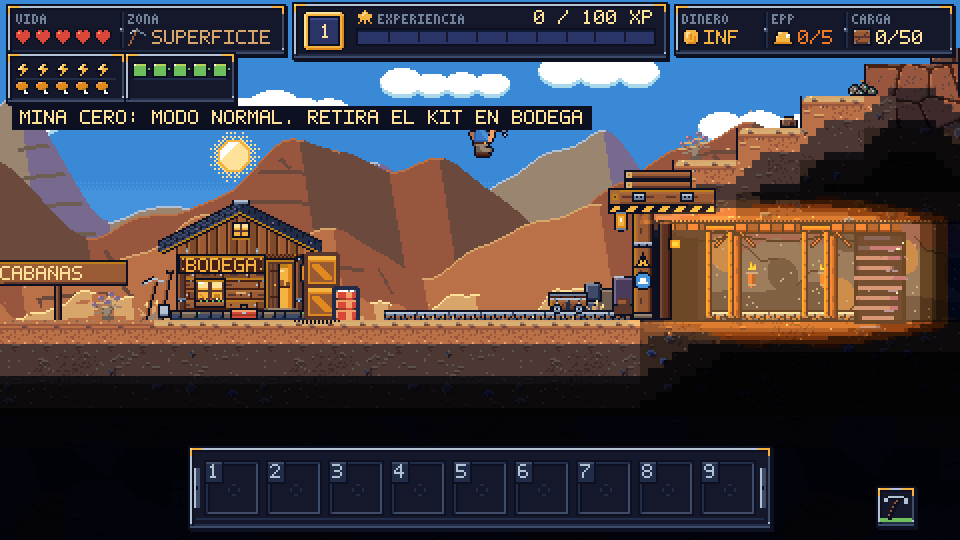 VIDA
ZONA
SUPERFICIE
1
EXPERIENCIA
0 / 100 XP
DINERO
INF
EPP
0/5
CARGA
0/50
MINA CERO: MODO NORMAL. RETIRA EL KIT EN BODEGA
BODEGA
CABAÑAS
1 2 3 4 5 6 7 8 9